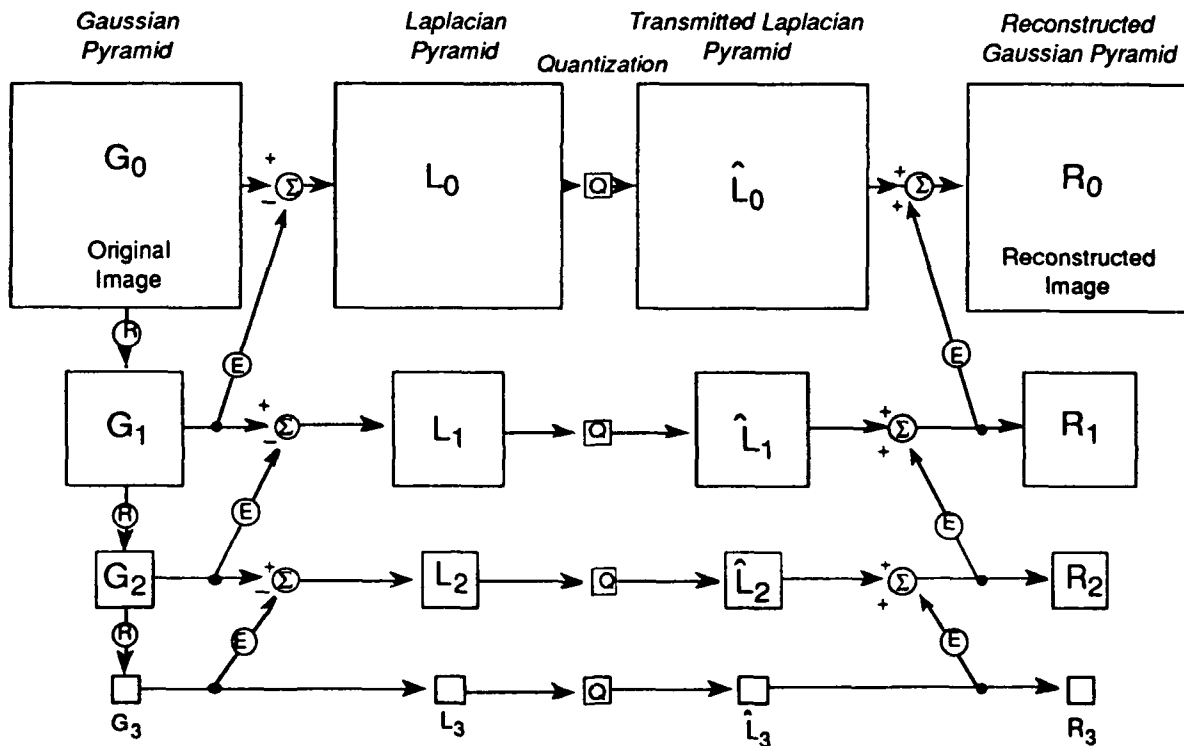 Gaussian Pyramid
Laplacian Pyramid
Quantization
Transmitted Laplacian Pyramid
Reconstructed Gaussian Pyramid
G0
Original Image
+
−
Σ
L0
Q
L̂0
+
+
Σ
R0
Reconstructed Image
R
E
E
G1
+
−
Σ
L1
Q
L̂1
+
+
Σ
R1
R
E
E
G2
+
−
Σ
L2
Q
L̂2
+
+
Σ
R2
R
E
E
G3
L3
Q
L̂3
R3